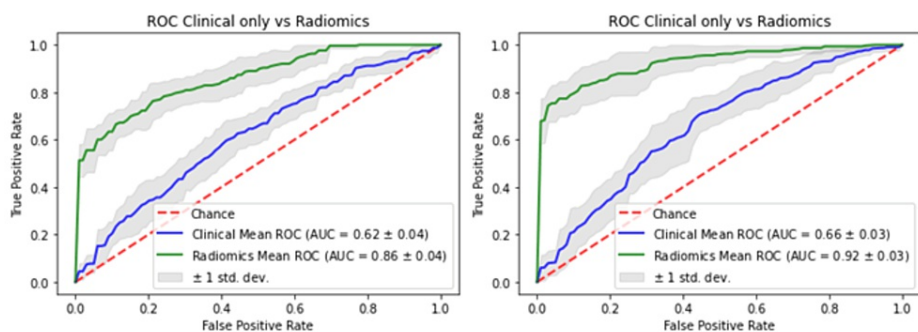 ROC Clinical only vs Radiomics
1.0
0.8
0.6
0.4
0.2
0.0
True Positive Rate
Chance
Clinical Mean ROC (AUC = 0.62 ± 0.04)
Radiomics Mean ROC (AUC = 0.86 ± 0.04)
± 1 std. dev.
0.0 0.2 0.4 0.6 0.8 1.0
False Positive Rate
ROC Clinical only vs Radiomics
1.0
0.8
0.6
0.4
0.2
0.0
True Positive Rate
Chance
Clinical Mean ROC (AUC = 0.66 ± 0.03)
Radiomics Mean ROC (AUC = 0.92 ± 0.03)
± 1 std. dev.
0.0 0.2 0.4 0.6 0.8 1.0
False Positive Rate